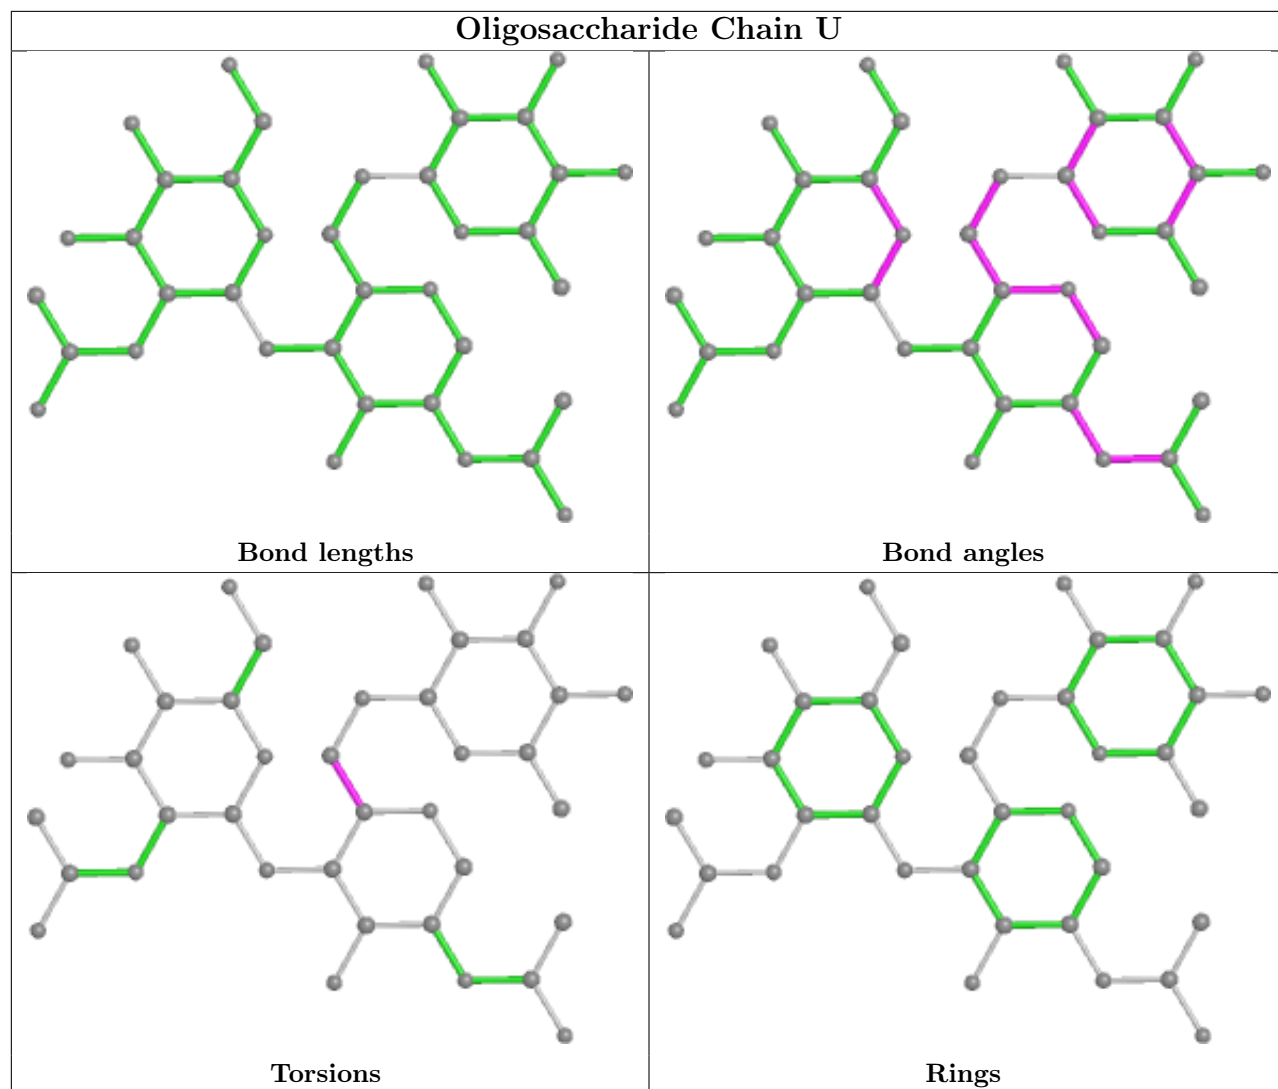 Oligosaccharide Chain U
Bond lengths
Bond angles
Torsions
Rings